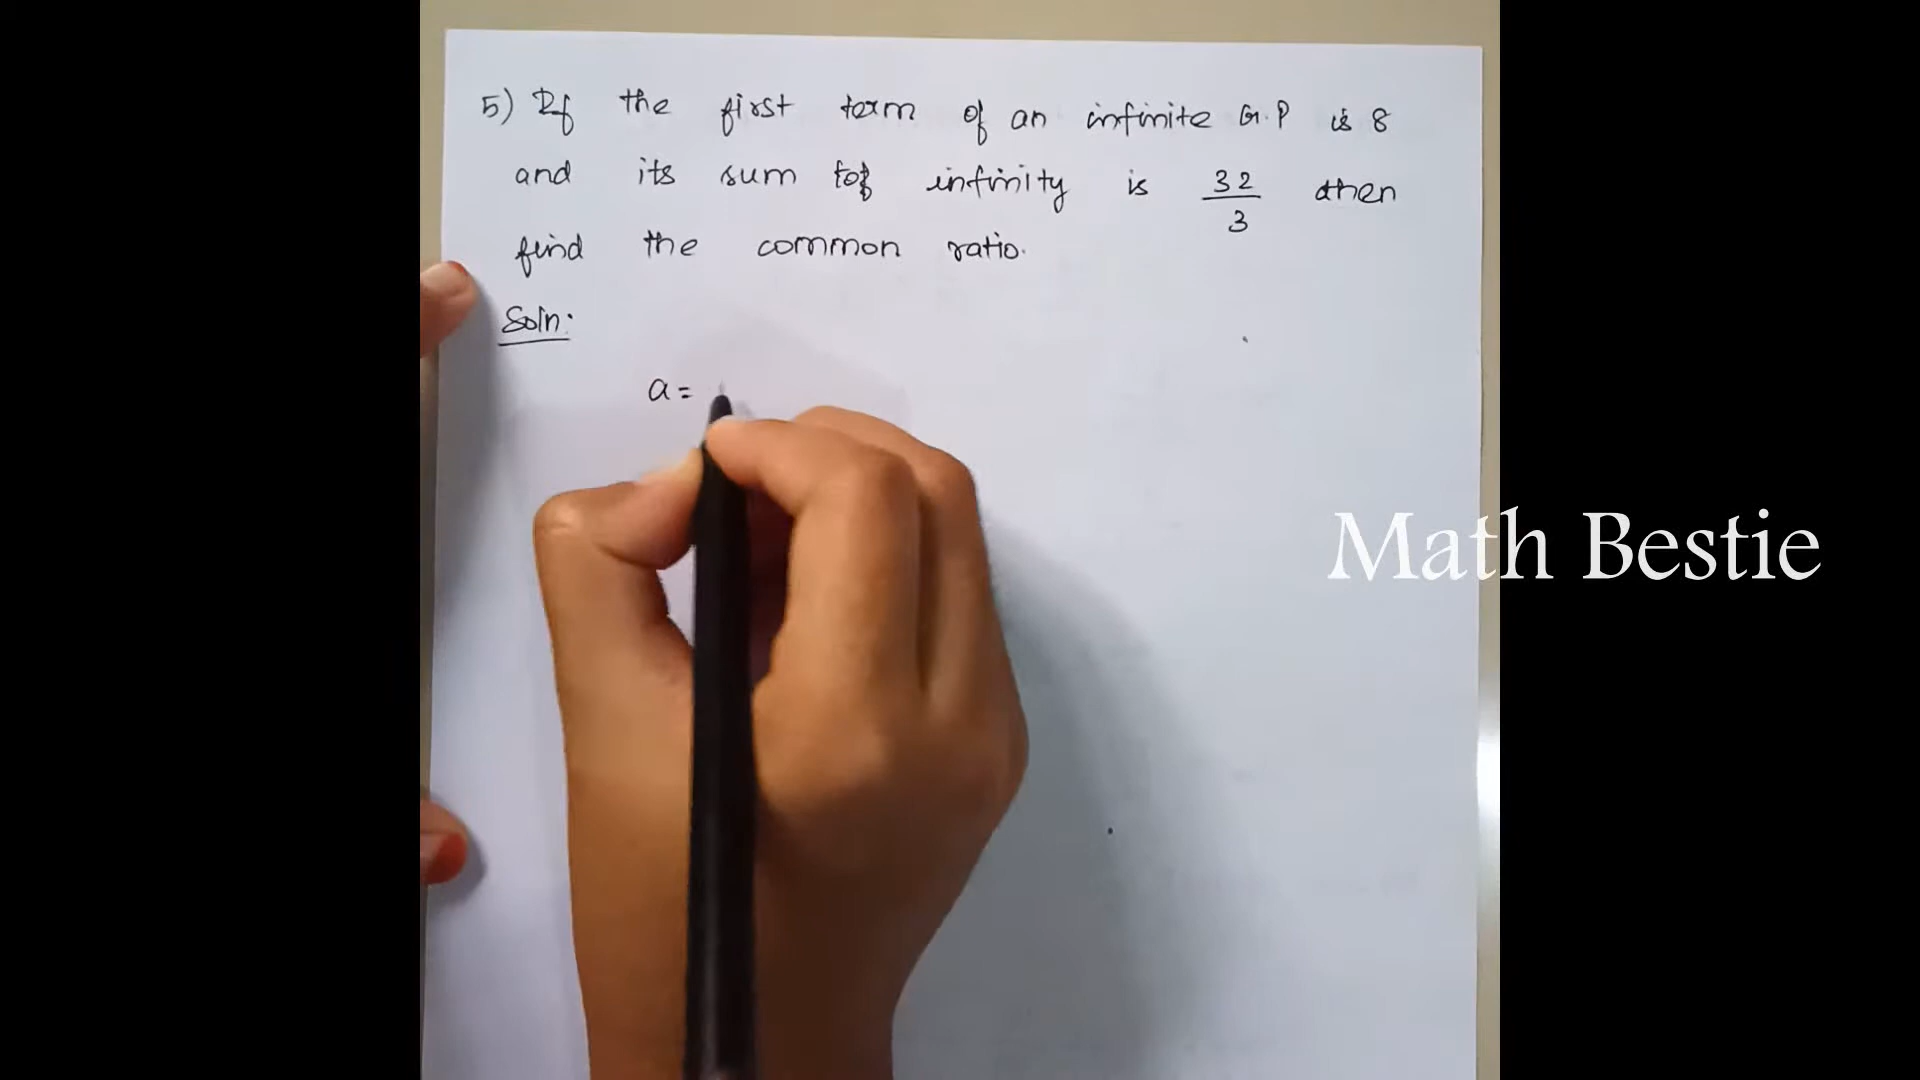 5) If the first term of an infinite G.P is 8
and its sum to infinity is 32/3 then
find the common ratio.
Soln:
a =
Math Bestie